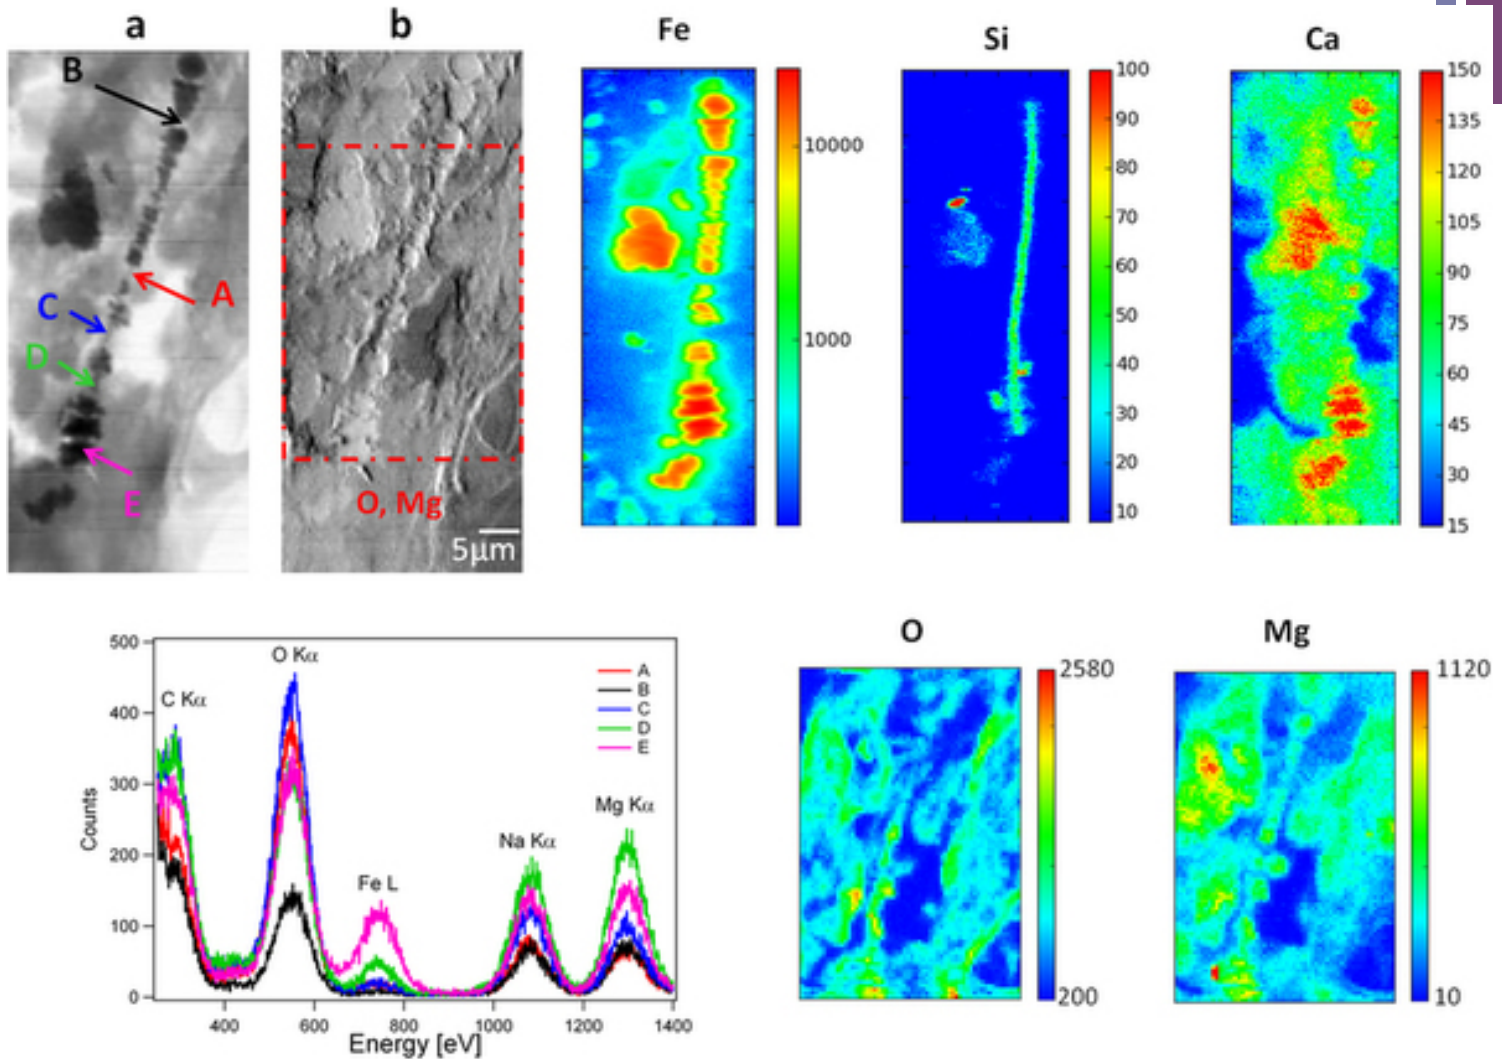 a
b
Fe
Si
Ca
B
A
C
D
E
O, Mg
5µm
10000
1000
100
90
80
70
60
50
40
30
20
10
150
135
120
105
90
75
60
45
30
15
500
400
300
200
100
0
Counts
C Kα
O Kα
Fe L
Na Kα
Mg Kα
A
B
C
D
E
400
600
800
1000
1200
1400
Energy [eV]
O
2580
200
Mg
1120
10